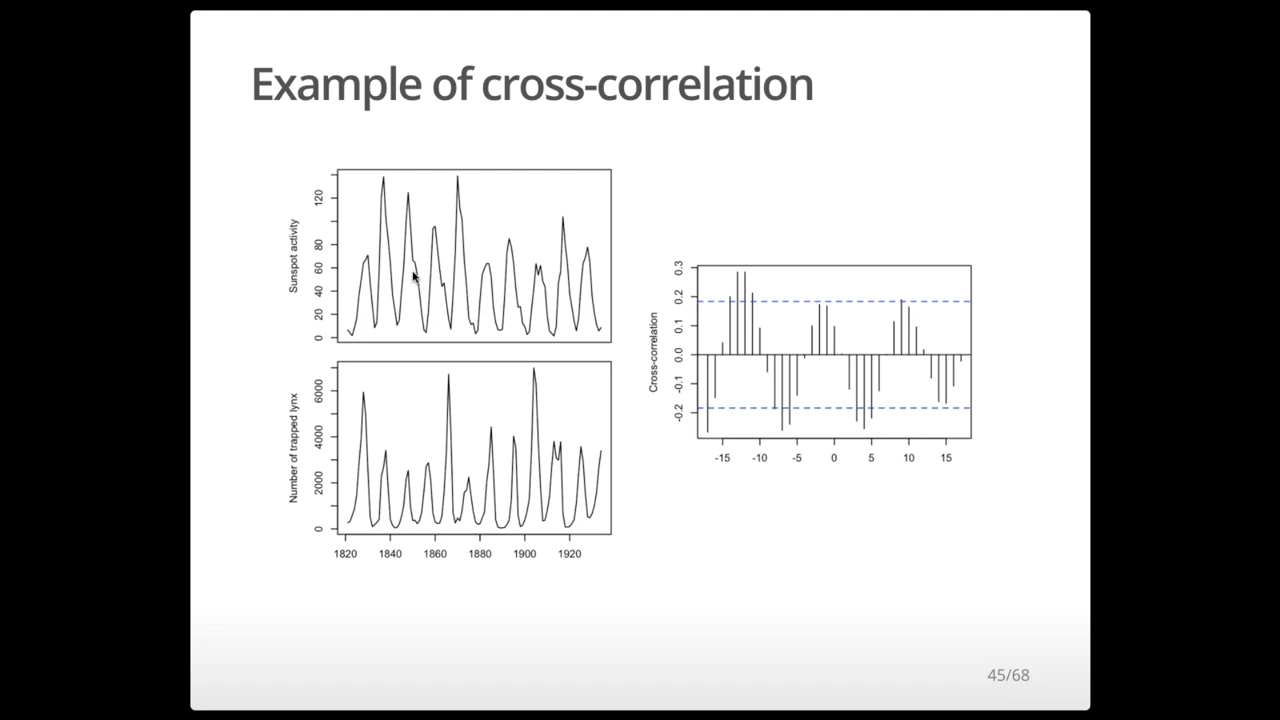 Example of cross-correlation
Sunspot activity
120
80
60
40
20
0
Number of trapped lynx
6000
4000
2000
0
1820 1840 1860 1880 1900 1920
Cross-correlation
0.3
0.2
0.1
0.0
-0.1
-0.2
-15 -10 -5 0 5 10 15
45/68